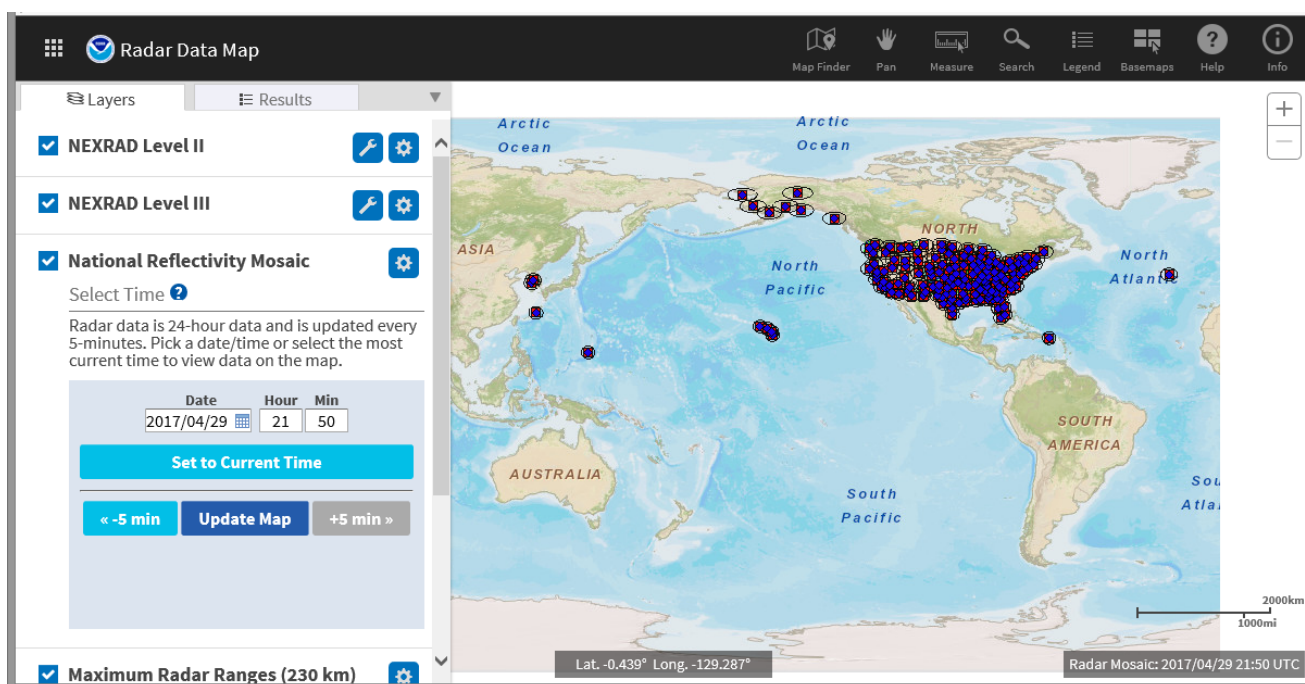 Radar Data Map
Map Finder
Pan
Measure
Search
Legend
Basemaps
Help
Info
Layers
Results
NEXRAD Level II
NEXRAD Level III
National Reflectivity Mosaic
Select Time
Radar data is 24-hour data and is updated every
5-minutes. Pick a date/time or select the most
current time to view data on the map.
Date Hour Min
2017/04/29 21 50
Set to Current Time
« -5 min Update Map +5 min »
Maximum Radar Ranges (230 km)
Arctic
Ocean
Arctic
Ocean
ASIA
NORTH
North
Pacific
North
Atlantic
AUSTRALIA
SOUTH
AMERICA
South
Pacific
2000km
1000mi
Lat. -0.439° Long. -129.287°
Radar Mosaic: 2017/04/29 21:50 UTC